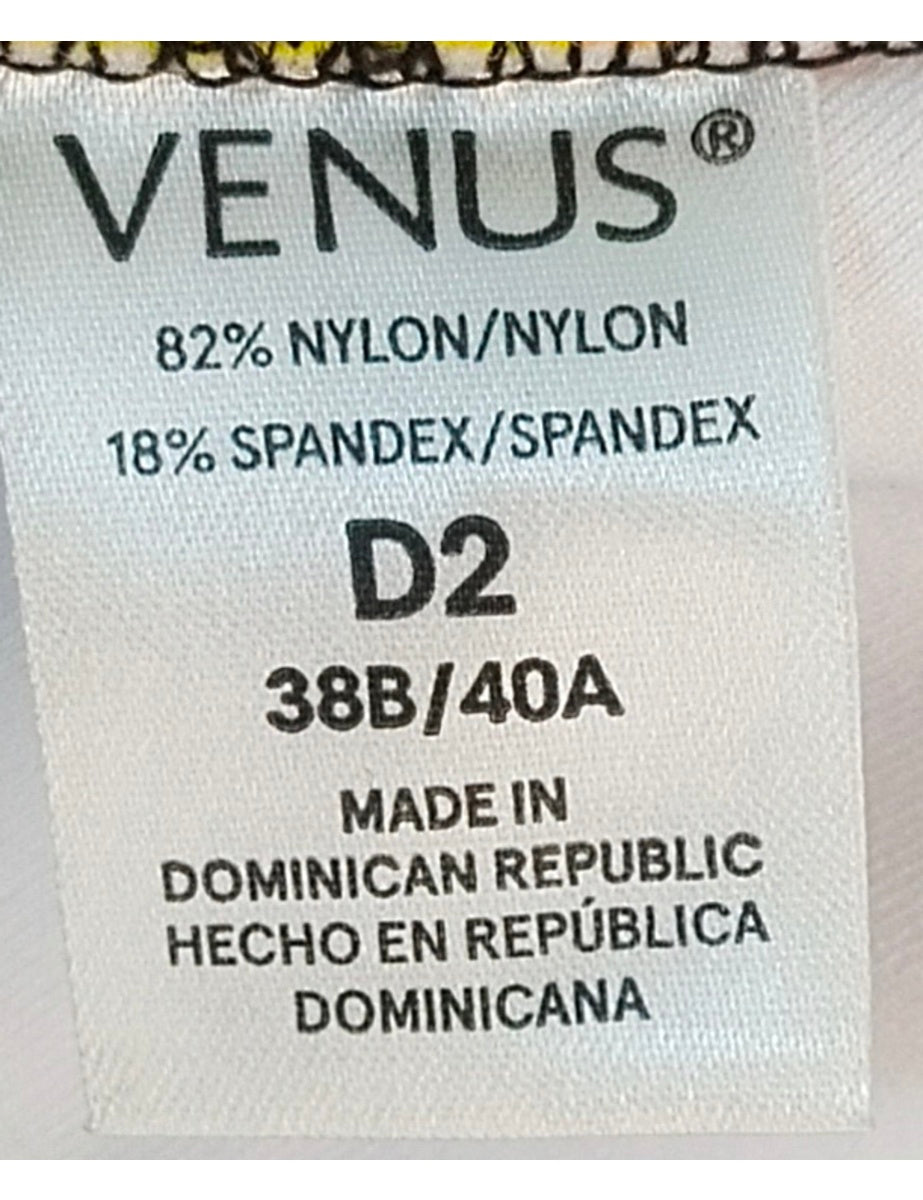 VENUS®
82% NYLON/NYLON
18% SPANDEX/SPANDEX
D2
38B/40A
MADE IN
DOMINICAN REPUBLIC
HECHO EN REPÚBLICA
DOMINICANA